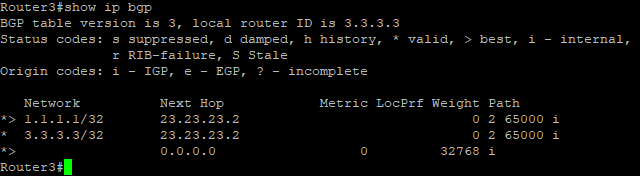 Router3#show ip bgp
BGP table version is 3, local router ID is 3.3.3.3
Status codes: s suppressed, d damped, h history, * valid, > best, i - internal,
              r RIB-failure, S Stale
Origin codes: i - IGP, e - EGP, ? - incomplete

   Network          Next Hop            Metric LocPrf Weight Path
*> 1.1.1.1/32       23.23.23.2                             0 2 65000 i
*  3.3.3.3/32       23.23.23.2                             0 2 65000 i
*>                  0.0.0.0                  0         32768 i
Router3#